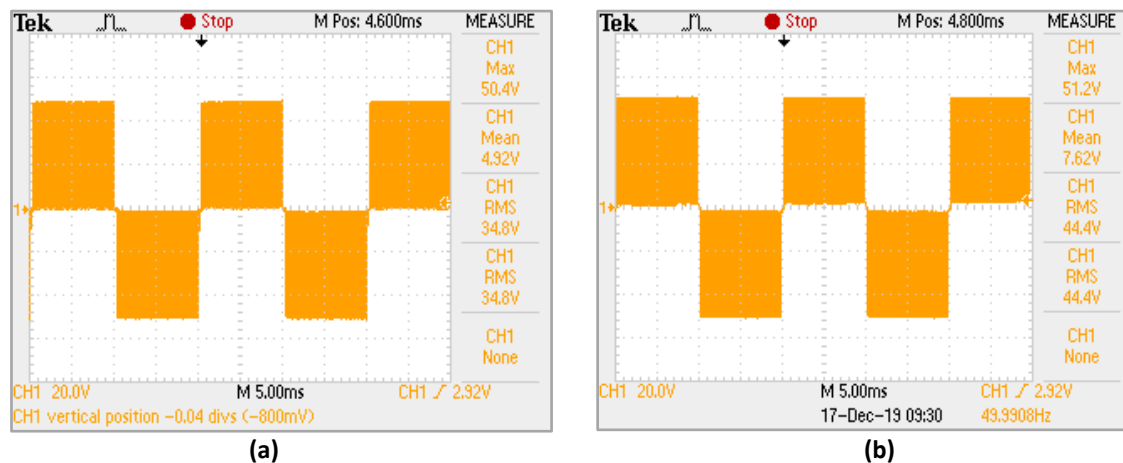 Tek Stop M Pos: 4.600ms MEASURE
CH1
Max
50.4V
CH1
Mean
4.92V
CH1
RMS
34.8V
CH1
RMS
34.8V
CH1
None
1
CH1 20.0V M 5.00ms CH1 2.92V
CH1 vertical position -0.04 divs (-800mV)
(a)
Tek Stop M Pos: 4.800ms MEASURE
CH1
Max
51.2V
CH1
Mean
7.62V
CH1
RMS
44.4V
CH1
RMS
44.4V
CH1
None
1
CH1 20.0V M 5.00ms CH1 2.92V
17-Dec-19 09:30 49.9908Hz
(b)